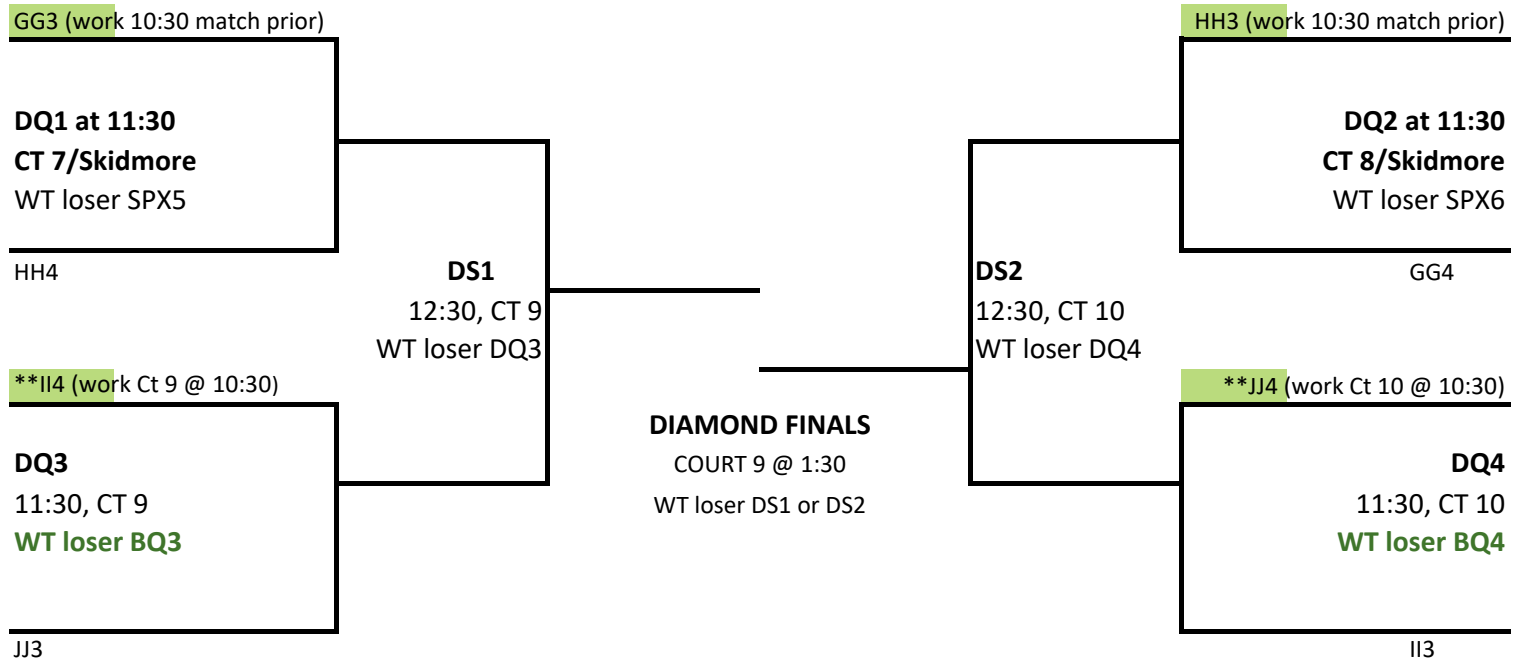 GG3 (work 10:30 match prior)
HH3 (work 10:30 match prior)
DQ1 at 11:30
CT 7/Skidmore
WT loser SPX5
DQ2 at 11:30
CT 8/Skidmore
WT loser SPX6
HH4
GG4
DS1
12:30, CT 9
WT loser DQ3
DS2
12:30, CT 10
WT loser DQ4
**II4 (work Ct 9 @ 10:30)
**JJ4 (work Ct 10 @ 10:30)
DIAMOND FINALS
COURT 9 @ 1:30
WT loser DS1 or DS2
DQ3
11:30, CT 9
WT loser BQ3
DQ4
11:30, CT 10
WT loser BQ4
JJ3
II3